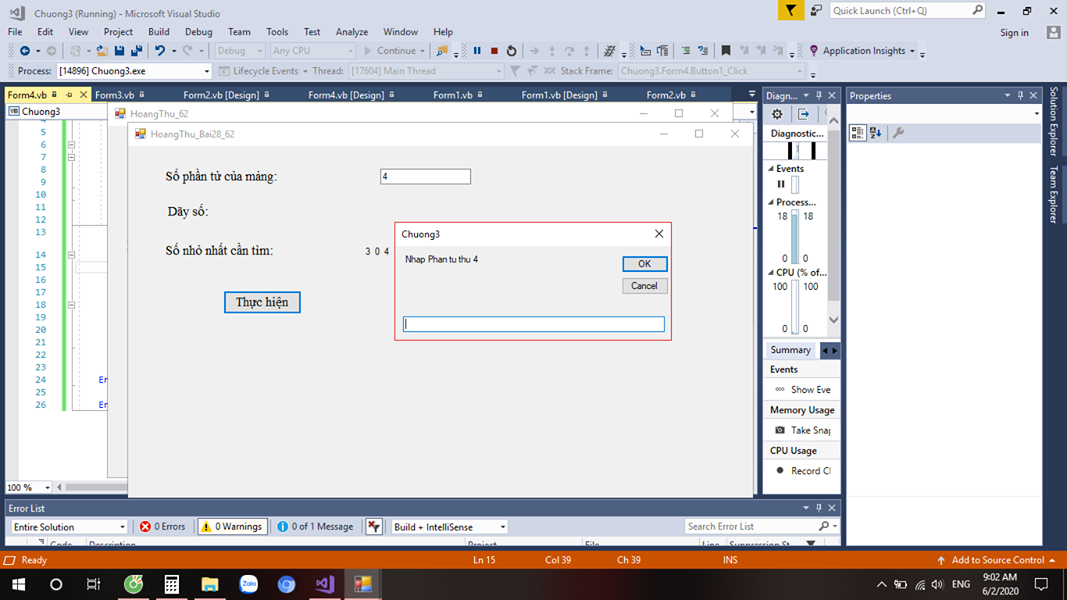 Chuong3 (Running) - Microsoft Visual Studio
Quick Launch (Ctrl+Q)
File Edit View Project Build Debug Team Tools Test Analyze Window Help
Sign in
Debug Any CPU Continue Application Insights
Process: [14896] Chuong3.exe Lifecycle Events Thread: [17604] Main Thread Stack Frame: Chuong3.Form4.Button1_Click
Form4.vb Form3.vb Form2.vb [Design] Form4.vb [Design] Form1.vb Form1.vb [Design] Form2.vb
Diagn... Properties
Solution Explorer
Team Explorer
Chuong3
HoangThu_62
HoangThu_Bai28_62
4
5
6
7
8
9
10
11
12
13
14
15
16
17
18
19
20
21
22
23
24 En
25
26 En
Số phần tử của mảng: 4
Dãy số:
Số nhỏ nhất cần tìm: 3 0 4
Thực hiện
Chuong3
Nhap Phan tu thu 4
OK
Cancel
Diagnostic...
Events
Process...
18 18
0 0
CPU (% of...
100 100
0 0
Summary
Events
Show Eve
Memory Usage
Take Snap
CPU Usage
Record CI
100 %
Error List
Entire Solution 0 Errors 0 Warnings 0 of 1 Message Build + IntelliSense Search Error List
Code Description Project File Line Suppression St
Ready Ln 15 Col 39 Ch 39 INS Add to Source Control
Zalo
ENG
9:02 AM
6/2/2020